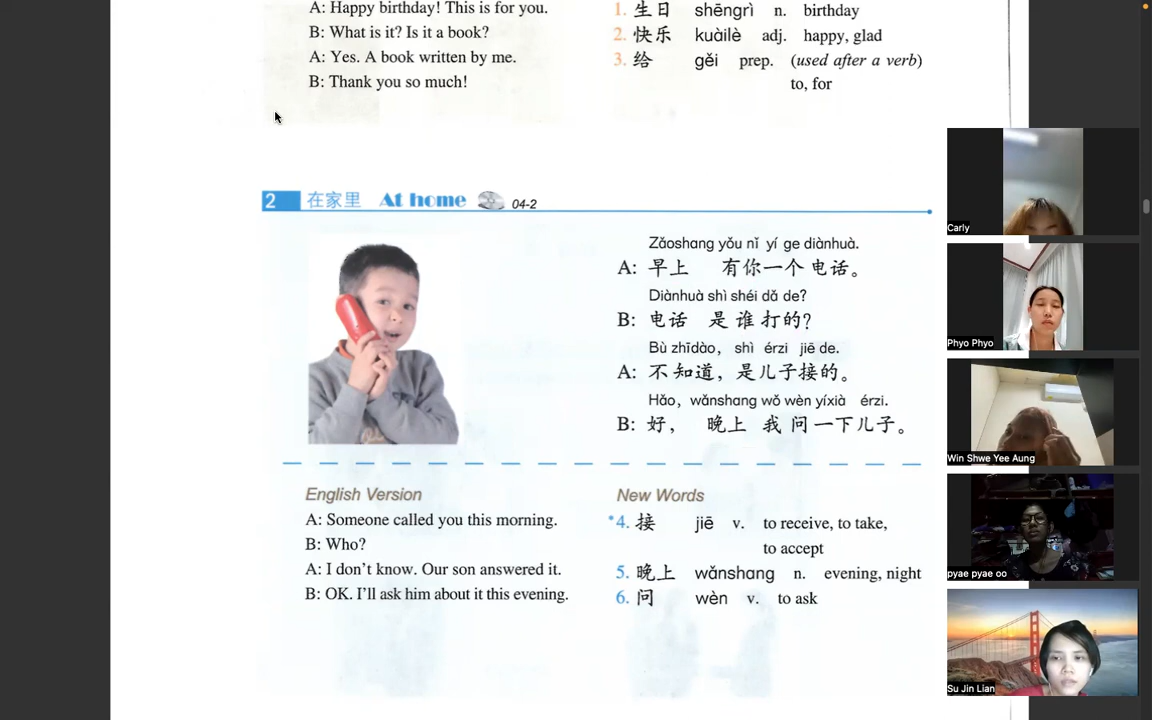 A: Happy birthday! This is for you.
B: What is it? Is it a book?
A: Yes. A book written by me.
B: Thank you so much!
1. 生日 shēngrì n. birthday
2. 快乐 kuàilè adj. happy, glad
3. 给 gěi prep. (used after a verb)
to, for
2 在家里 At home 04-2
Zǎoshang yǒu nǐ yí ge diànhuà.
A: 早上 有你一个电话。
Diànhuà shì shéi dǎ de?
B: 电话 是谁打的?
Bù zhīdào, shì érzi jiē de.
A: 不知道，是儿子接的。
Hǎo, wǎnshang wǒ wèn yíxià érzi.
B: 好， 晚上 我 问一下儿子。
English Version
A: Someone called you this morning.
B: Who?
A: I don't know. Our son answered it.
B: OK. I'll ask him about it this evening.
New Words
*4. 接 jiē v. to receive, to take,
to accept
5. 晚上 wǎnshang n. evening, night
6. 问 wèn v. to ask
Carly
Phyo Phyo
Win Shwe Yee Aung
pyae pyae oo
Su Jin Lian